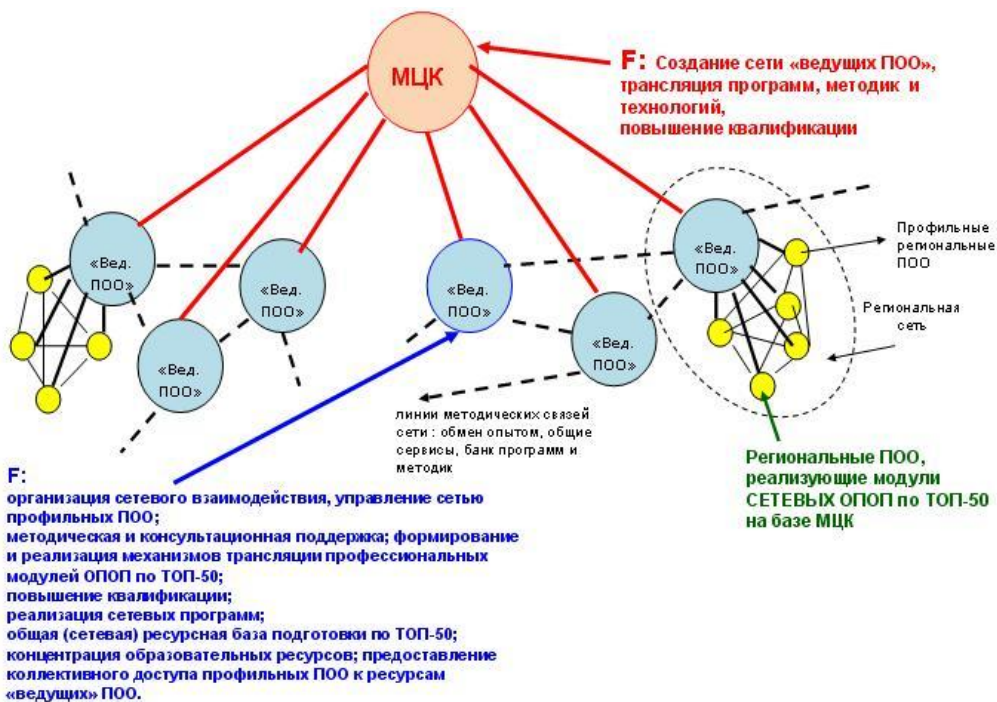 МЦК
F: Создание сети «ведущих ПОО»,
трансляция программ, методик и
технологий,
повышение квалификации
«Вед.
ПОО»
«Вед.
ПОО»
«Вед.
ПОО»
«Вед.
ПОО»
«Вед.
ПОО»
«Вед.
ПОО»
Профильные
региональные
ПОО
Региональная
сеть
линии методических связей
сети : обмен опытом, общие
сервисы, банк программ и
методик
Региональные ПОО,
реализующие модули
СЕТЕВЫХ ОПОП по ТОП-50
на базе МЦК
F:
организация сетевого взаимодействия, управление сетью
профильных ПОО;
методическая и консультационная поддержка; формирование
и реализация механизмов трансляции профессиональных
модулей ОПОП по ТОП-50;
повышение квалификации;
реализация сетевых программ;
общая (сетевая) ресурсная база подготовки по ТОП-50;
концентрация образовательных ресурсов; предоставление
коллективного доступа профильных ПОО к ресурсам
«ведущих» ПОО.